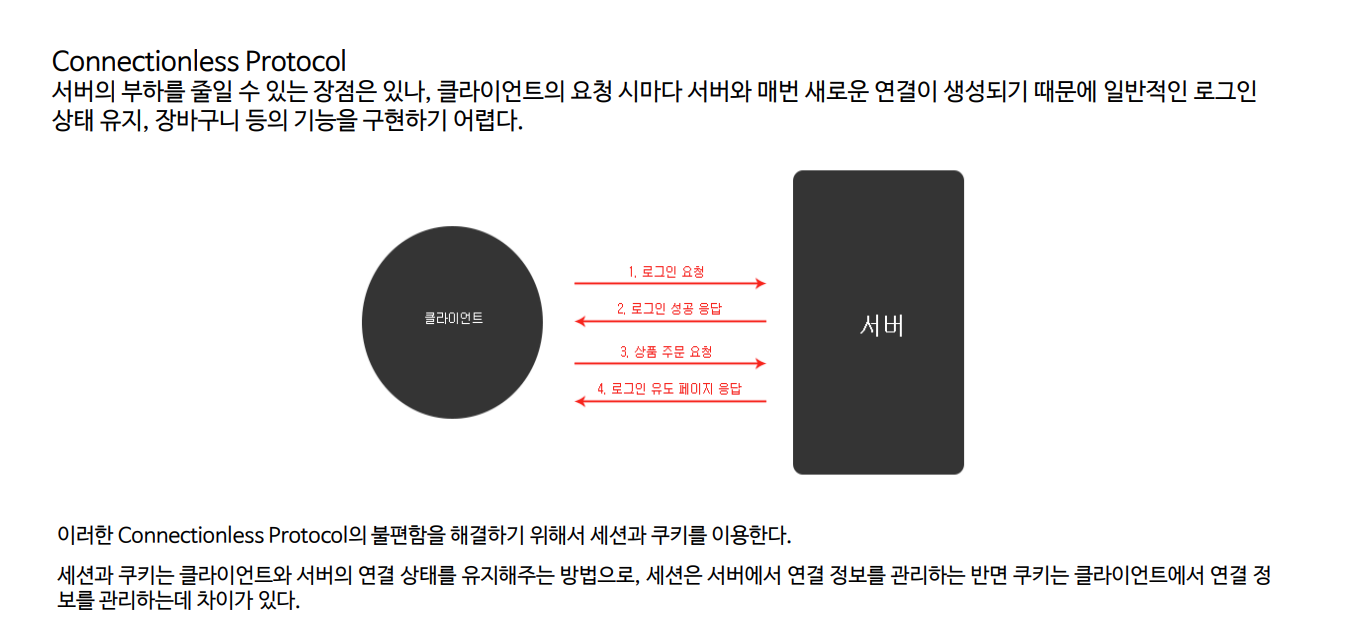 Connectionless Protocol
서버의 부하를 줄일 수 있는 장점은 있나, 클라이언트의 요청 시마다 서버와 매번 새로운 연결이 생성되기 때문에 일반적인 로그인
상태 유지, 장바구니 등의 기능을 구현하기 어렵다.
클라이언트
1, 로그인 요청
2, 로그인 성공 응답
3, 상품 주문 요청
4, 로그인 유도 페이지 응답
서버
이러한 Connectionless Protocol의 불편함을 해결하기 위해서 세션과 쿠키를 이용한다.
세션과 쿠키는 클라이언트와 서버의 연결 상태를 유지해주는 방법으로, 세션은 서버에서 연결 정보를 관리하는 반면 쿠키는 클라이언트에서 연결 정
보를 관리하는데 차이가 있다.